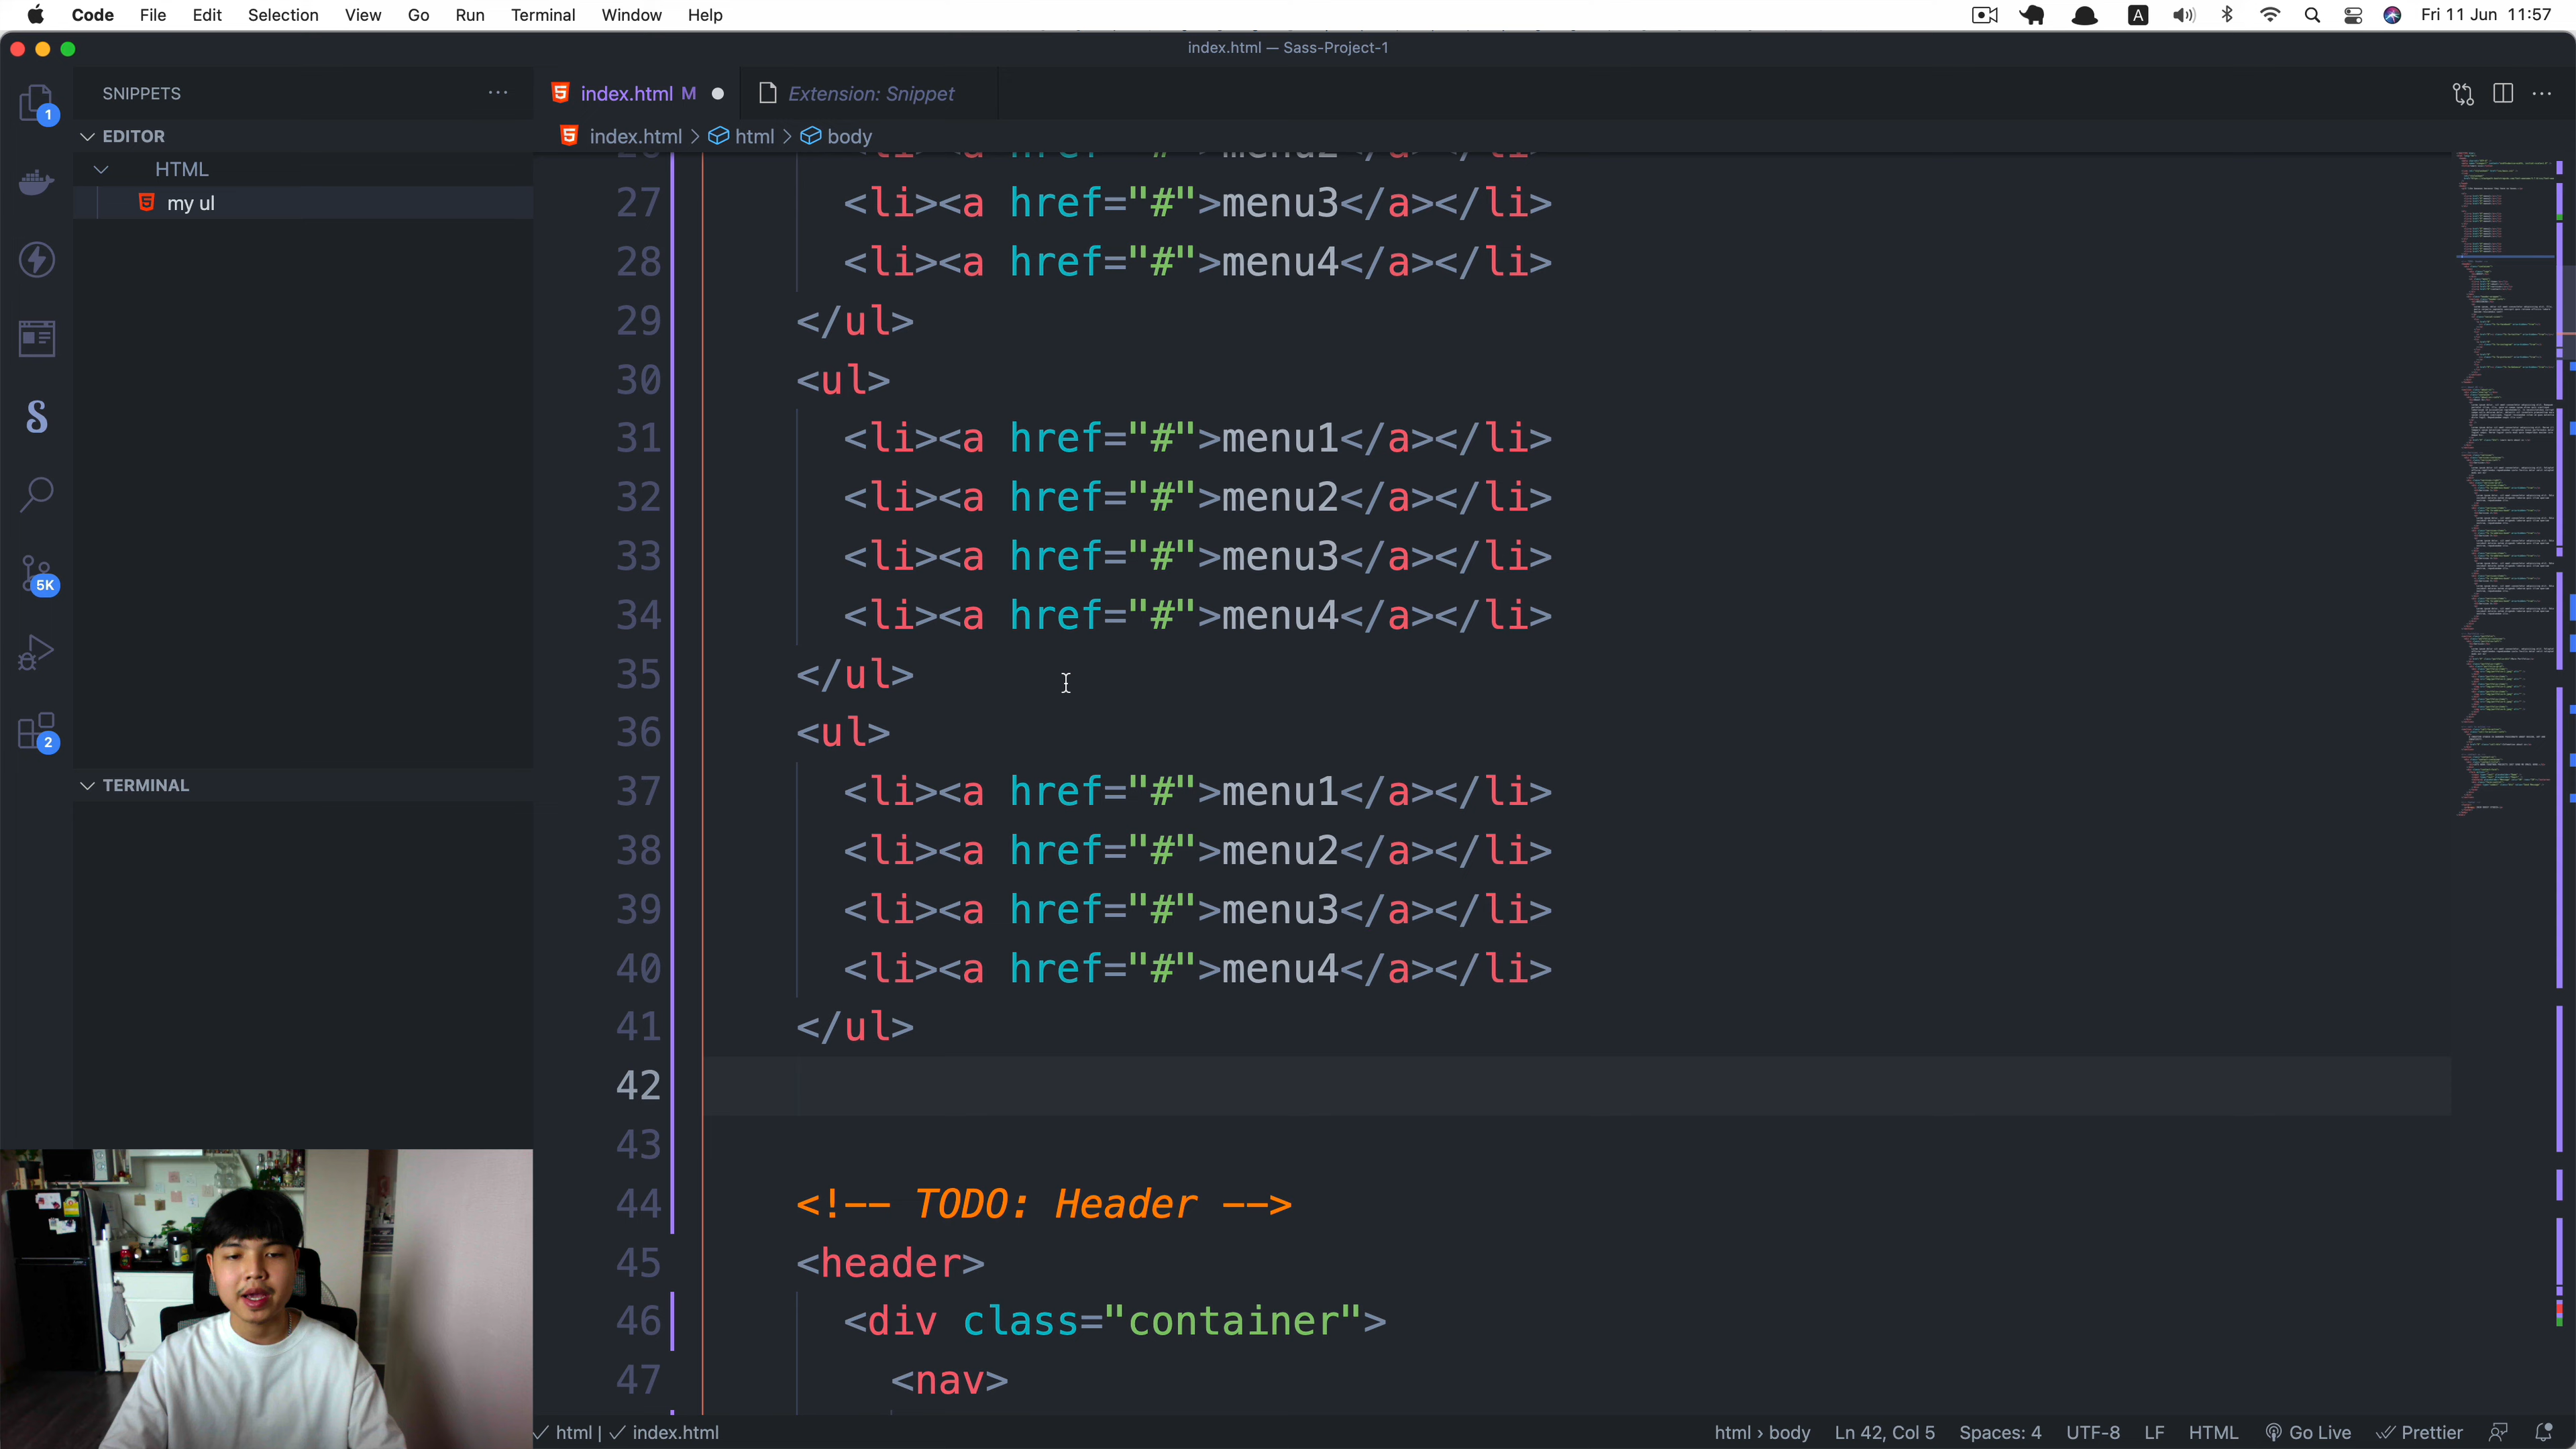 Code File Edit Selection View Go Run Terminal Window Help
A Fri 11 Jun 11:57
index.html — Sass-Project-1
SNIPPETS
index.html M
Extension: Snippet
1
EDITOR
index.html > html > body
HTML
my ul
27 <li><a href="#">menu3</a></li>
28 <li><a href="#">menu4</a></li>
29 </ul>
30 <ul>
31 <li><a href="#">menu1</a></li>
32 <li><a href="#">menu2</a></li>
33 <li><a href="#">menu3</a></li>
34 <li><a href="#">menu4</a></li>
35 </ul>
36 <ul>
37 <li><a href="#">menu1</a></li>
38 <li><a href="#">menu2</a></li>
39 <li><a href="#">menu3</a></li>
40 <li><a href="#">menu4</a></li>
41 </ul>
42
43
44 <!-- TODO: Header -->
45 <header>
46 <div class="container">
47 <nav>
5K
2
TERMINAL
html | index.html
html › body Ln 42, Col 5 Spaces: 4 UTF-8 LF HTML Go Live Prettier